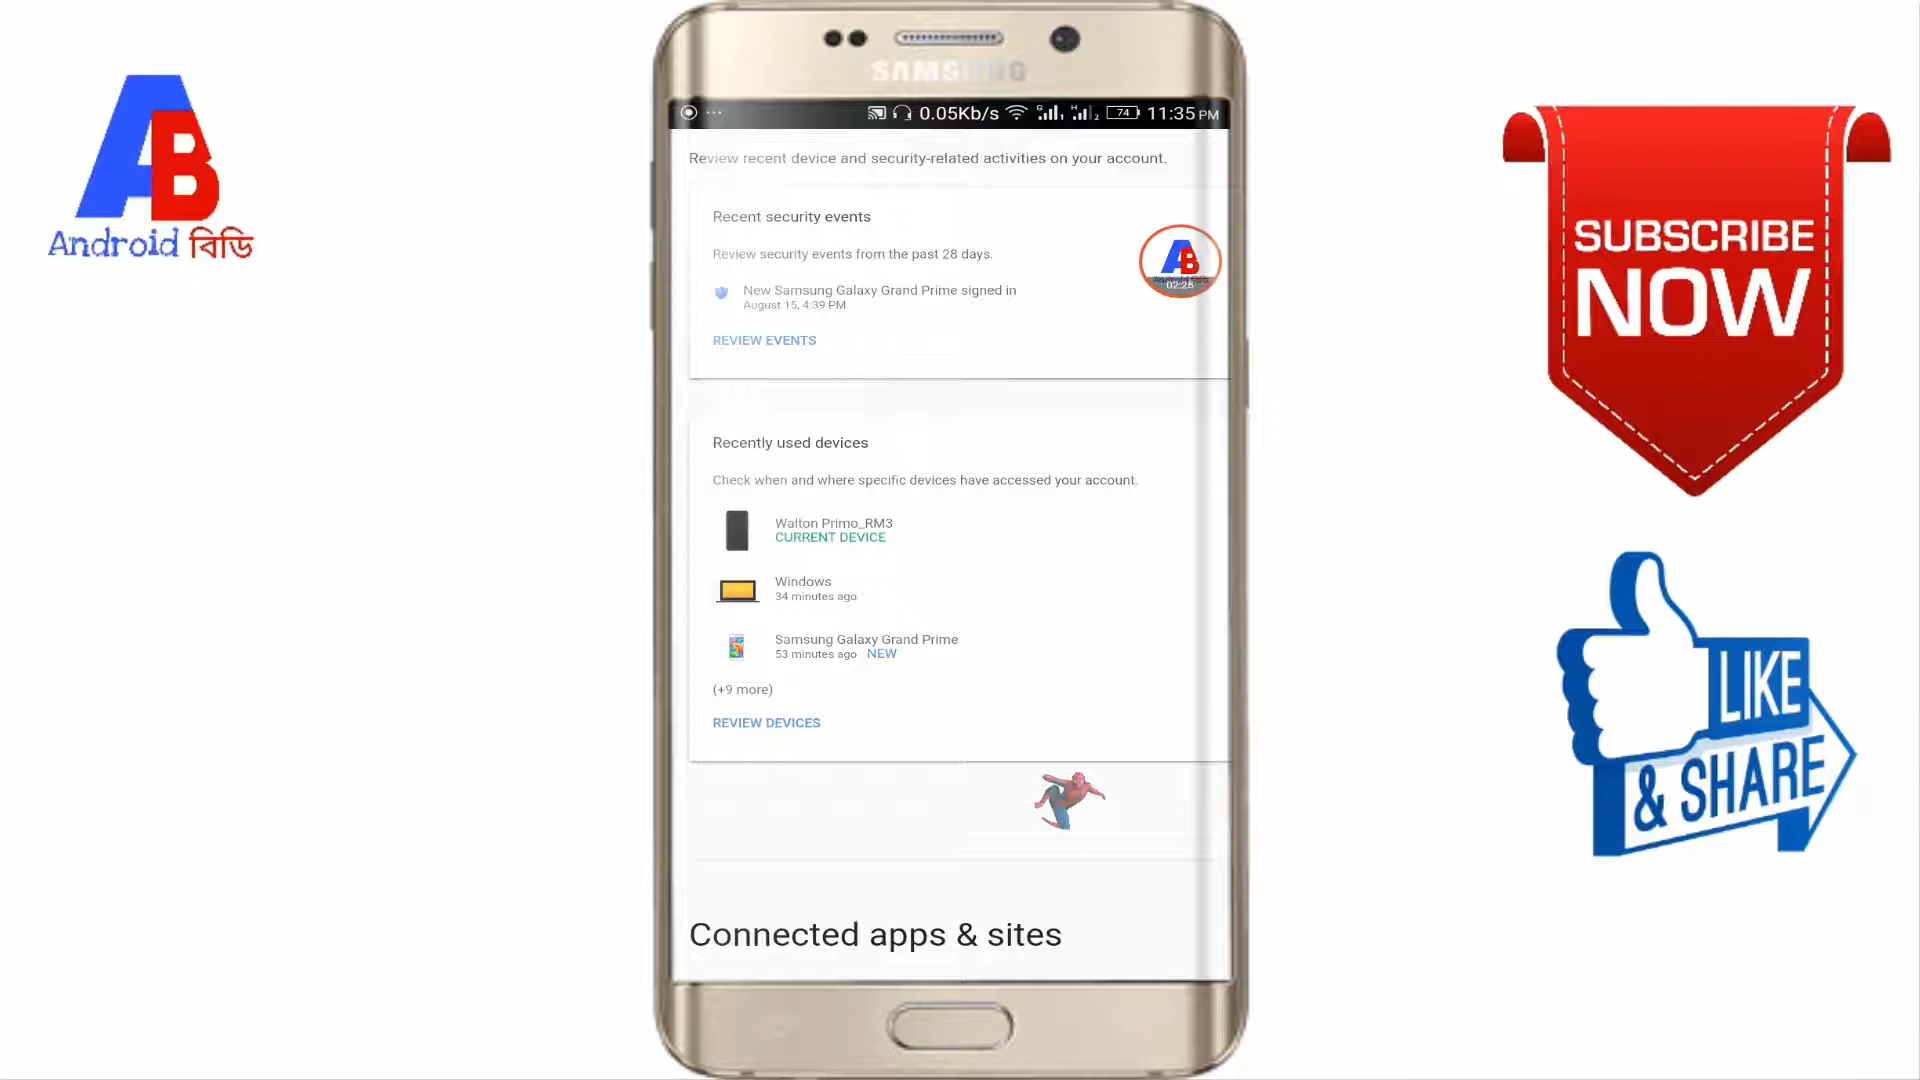 SAMSUNG
0.05Kb/s 74 11:35 PM
Review recent device and security-related activities on your account.
Recent security events
Review security events from the past 28 days.
New Samsung Galaxy Grand Prime signed in
August 15, 4:39 PM
REVIEW EVENTS
AB
02:25
Recently used devices
Check when and where specific devices have accessed your account.
Walton Primo_RM3
CURRENT DEVICE
Windows
34 minutes ago
Samsung Galaxy Grand Prime
53 minutes ago NEW
(+9 more)
REVIEW DEVICES
Connected apps & sites
AB
Android বিডি
SUBSCRIBE
NOW
LIKE
& SHARE